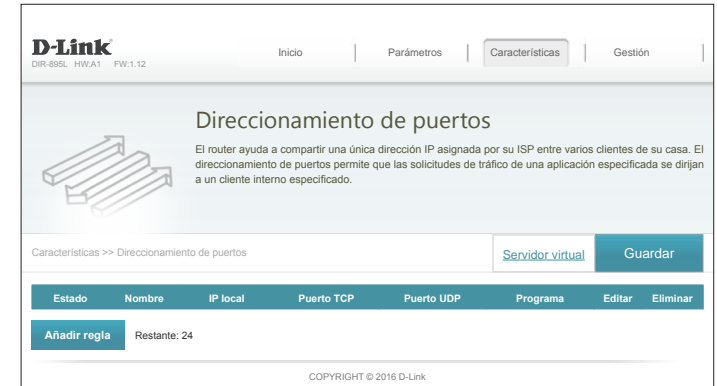 D-Link
DIR-895L HW:A1 FW:1.12
Inicio
Parámetros
Características
Gestión
Direccionamiento de puertos
El router ayuda a compartir una única dirección IP asignada por su ISP entre varios clientes de su casa. El
direccionamiento de puertos permite que las solicitudes de tráfico de una aplicación especificada se dirijan
a un cliente interno especificado.
Características >> Direccionamiento de puertos
Servidor virtual
Guardar
Estado Nombre IP local Puerto TCP Puerto UDP Programa Editar Eliminar
Añadir regla Restante: 24
COPYRIGHT © 2016 D-Link